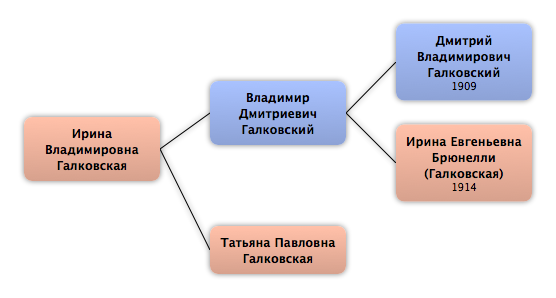 Дмитрий
Владимирович
Галковский
1909
Владимир
Дмитриевич
Галковский
Ирина
Владимировна
Галковская
Ирина Евгеньевна
Брюнелли
(Галковская)
1914
Татьяна Павловна
Галковская